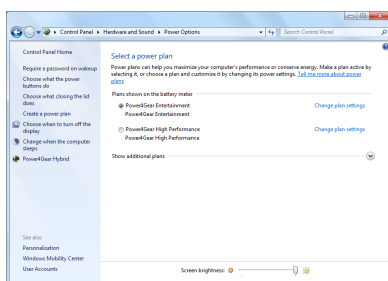 Control Panel ▸ Hardware and Sound ▸ Power Options
Search Control Panel
Control Panel Home
Require a password on wakeup
Choose what the power
buttons do
Choose what closing the lid
does
Create a power plan
Choose when to turn off the
display
Change when the computer
sleeps
Power4Gear Hybrid
See also
Personalization
Windows Mobility Center
User Accounts
Select a power plan
Power plans can help you maximize your computer's performance or conserve energy. Make a plan active by
selecting it, or choose a plan and customize it by changing its power settings. Tell me more about power
plans
Plans shown on the battery meter
Power4Gear Entertainment Change plan settings
Power4Gear Entertainment
Power4Gear High Performance Change plan settings
Power4Gear High Performance
Show additional plans
Screen brightness: